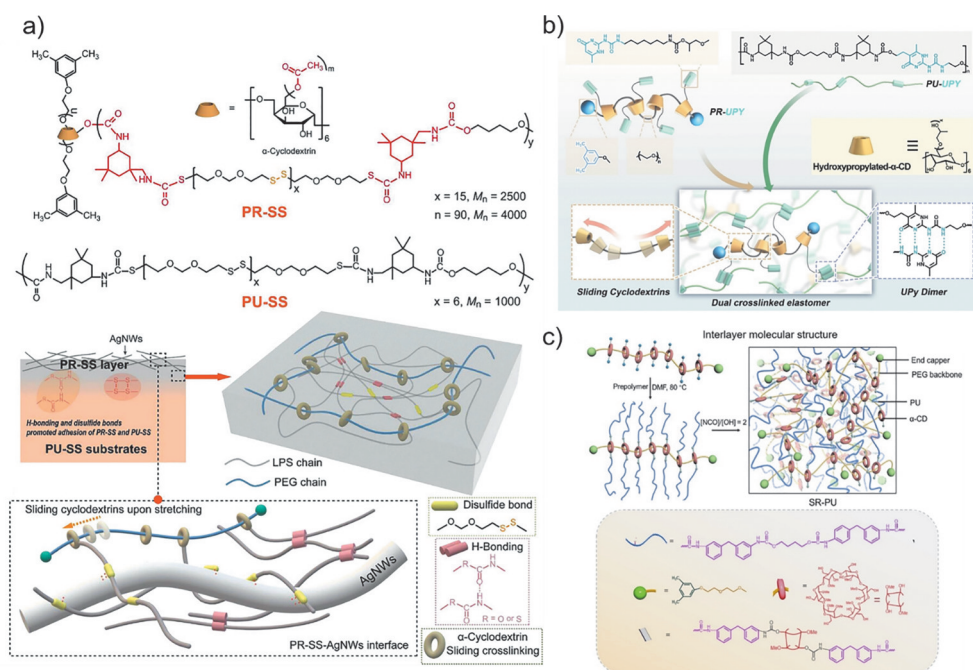 a)
CH₃
m
n
α-Cyclodextrin
6
y
x
PR-SS
x = 15, Mn = 2500
n = 90, Mn = 4000
PU-SS
x = 6, Mn = 1000
AgNWs
PR-SS layer
H-bonding and disulfide bonds
promoted adhesion of PR-SS and PU-SS
PU-SS substrates
LPS chain
PEG chain
Sliding cyclodextrins upon stretching
AgNWs
PR-SS-AgNWs interface
Disulfide bond
H-Bonding
R = O or S
α-Cyclodextrin
Sliding crosslinking
b)
PR-UPY
PU-UPY
Hydroxypropylated-α-CD
Sliding Cyclodextrins
Dual crosslinked elastomer
UPy Dimer
c)
Interlayer molecular structure
Prepolymer
DMF, 80 °C
[NCO]/[OH] = 2
End capper
PEG backbone
PU
α-CD
SR-PU